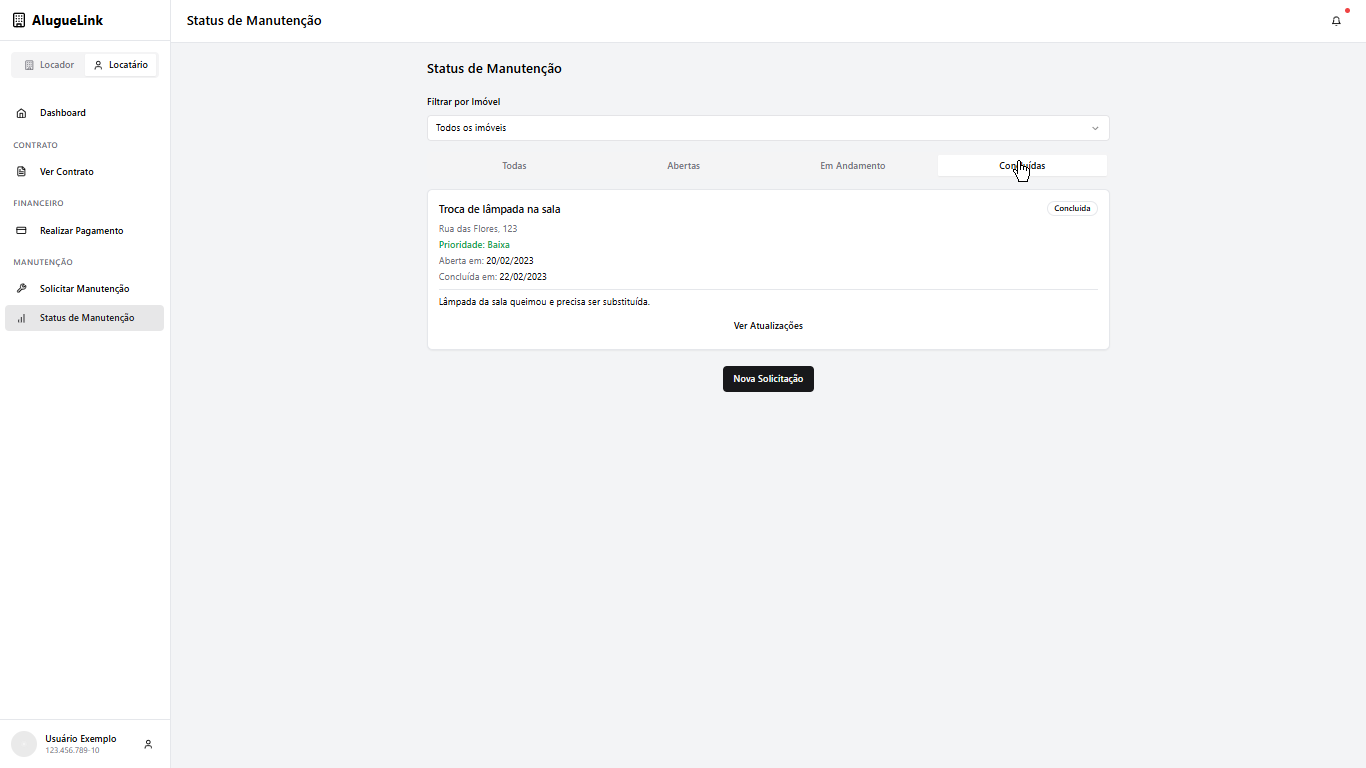 AlugueLink
Status de Manutenção
Locador
Locatário
Dashboard
CONTRATO
Ver Contrato
FINANCEIRO
Realizar Pagamento
MANUTENÇÃO
Solicitar Manutenção
Status de Manutenção
Usuário Exemplo
123.456.789-10
Status de Manutenção
Filtrar por Imóvel
Todos os imóveis
Todas
Abertas
Em Andamento
Troca de lâmpada na sala
Concluída
Rua das Flores, 123
Prioridade: Baixa
Aberta em: 20/02/2023
Concluída em: 22/02/2023
Lâmpada da sala queimou e precisa ser substituída.
Ver Atualizações
Nova Solicitação